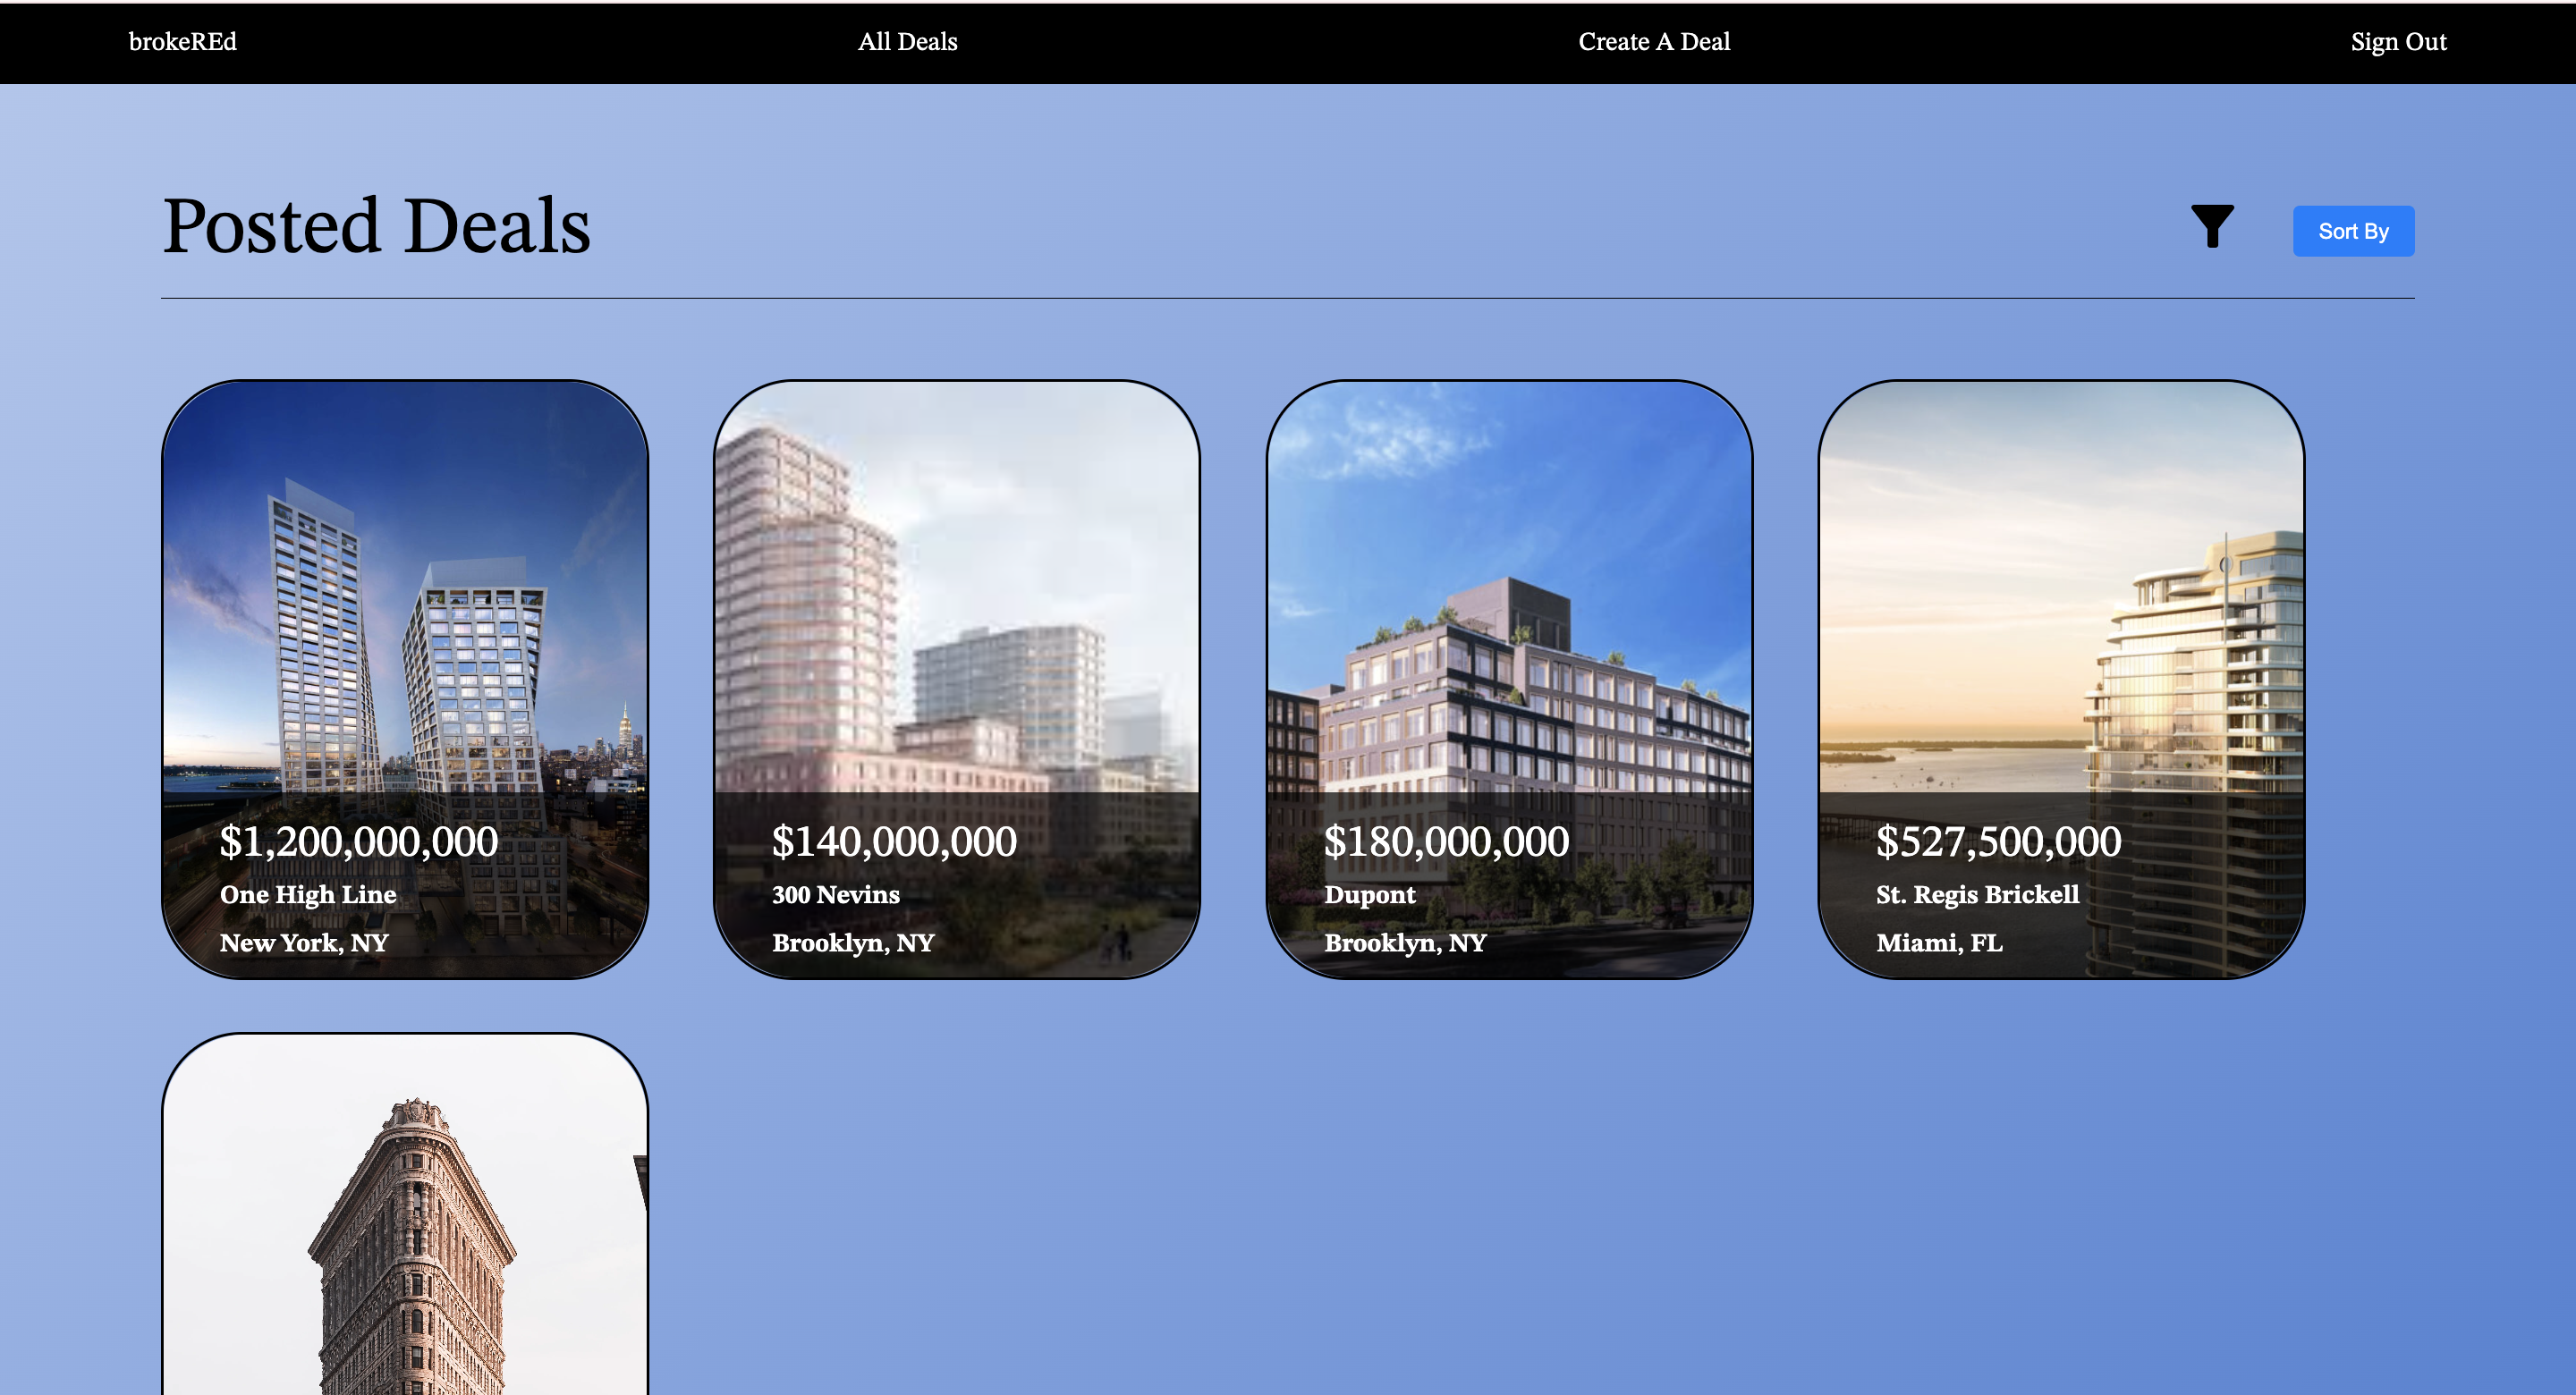 brokeREd
All Deals
Create A Deal
Sign Out
Posted Deals
Sort By
$1,200,000,000
One High Line
New York, NY
$140,000,000
300 Nevins
Brooklyn, NY
$180,000,000
Dupont
Brooklyn, NY
$527,500,000
St. Regis Brickell
Miami, FL